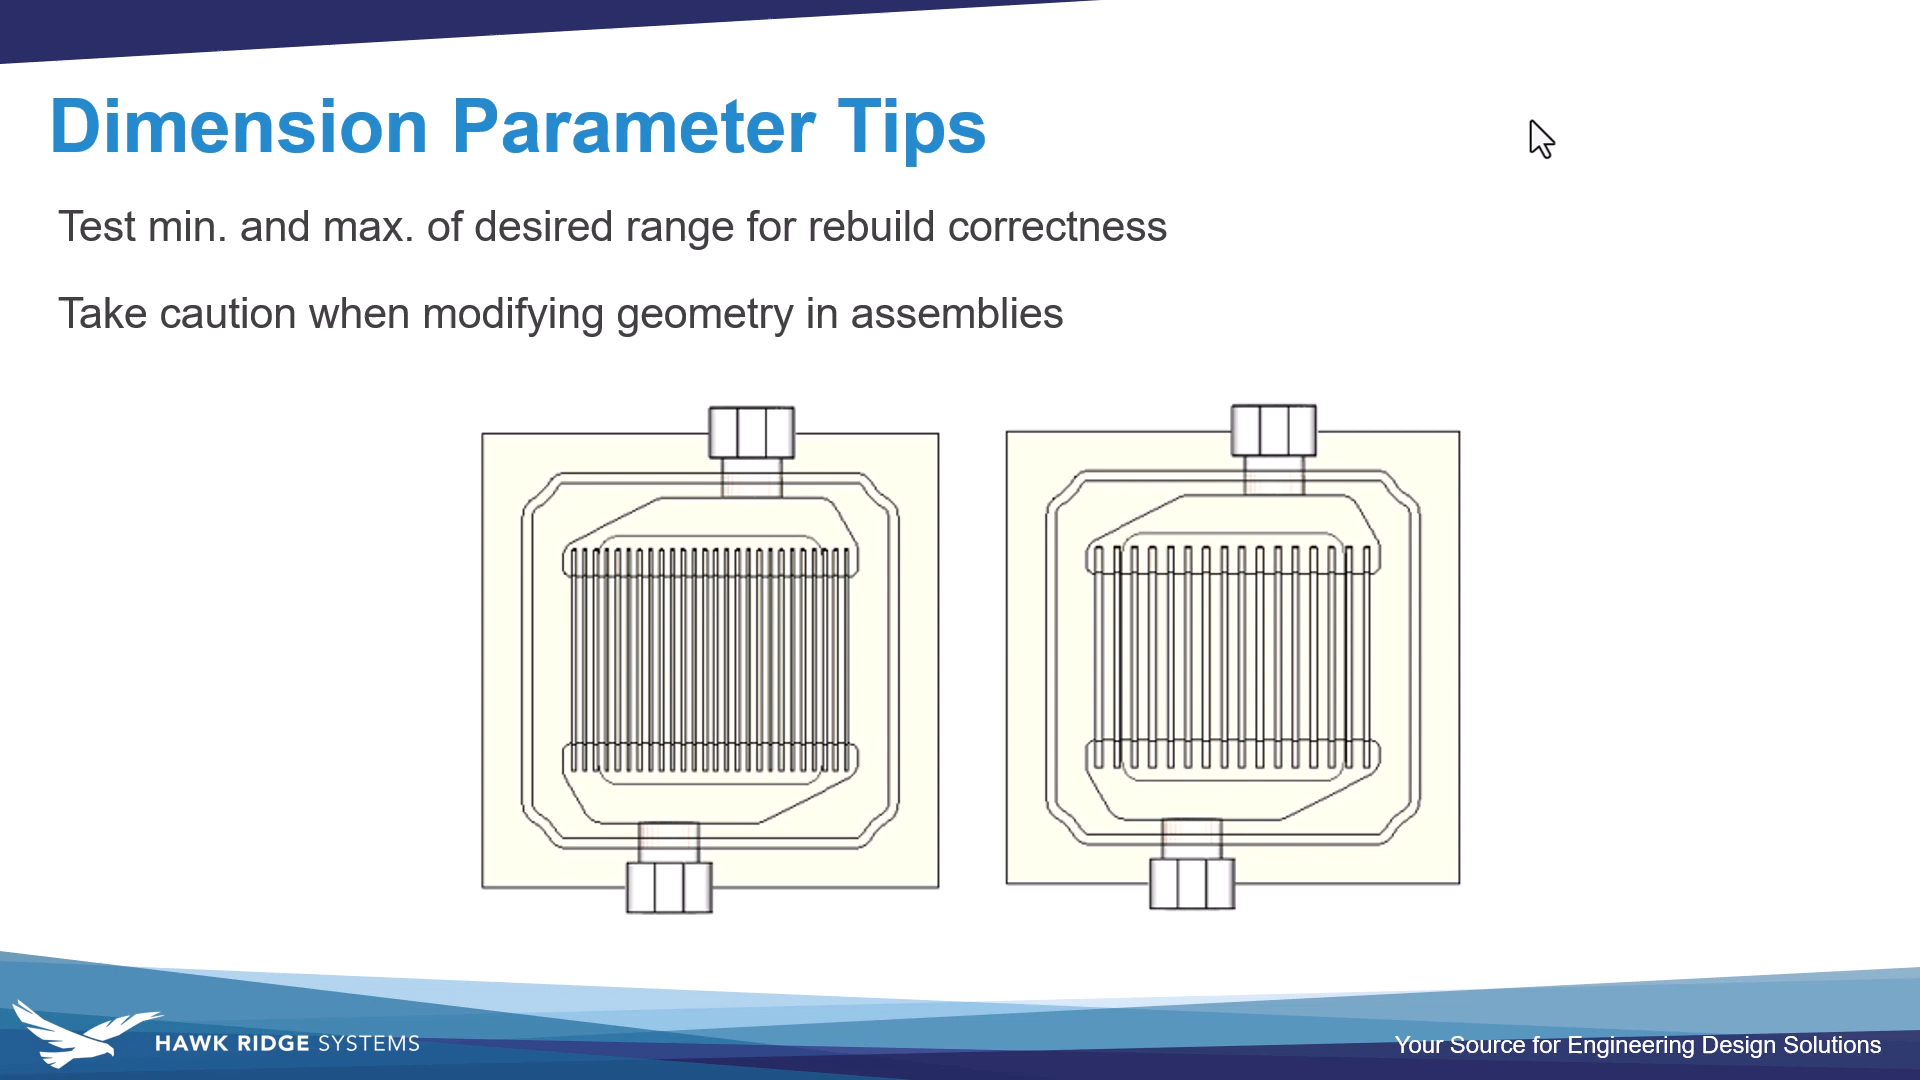 Dimension Parameter Tips
Test min. and max. of desired range for rebuild correctness
Take caution when modifying geometry in assemblies
HAWK RIDGE SYSTEMS
Your Source for Engineering Design Solutions